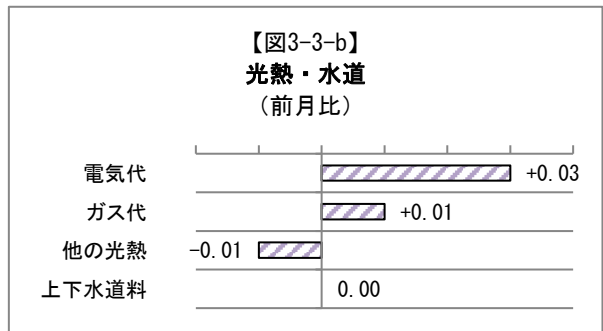 【図3-3-b】
光熱・水道
（前月比）
電気代 +0.03
ガス代 +0.01
他の光熱 -0.01
上下水道料 0.00